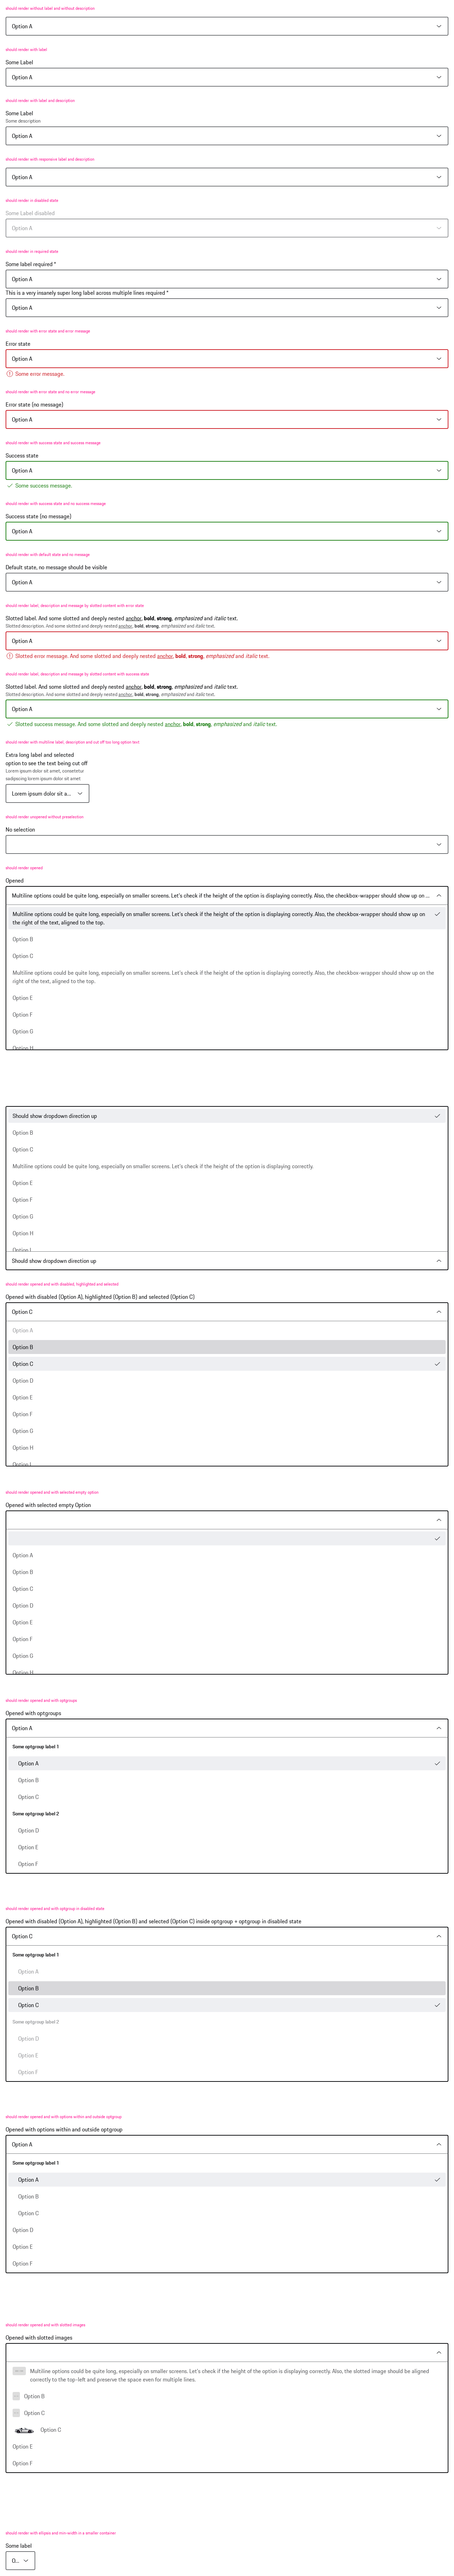 should render without label and without description
Option A
should render with label
Some Label
Option A
should render with label and description
Some Label
Some description
Option A
should render with responsive label and description
Option A
should render in disabled state
Some Label disabled
Option A
should render in required state
Some label required *
Option A
This is a very insanely super long label across multiple lines required *
Option A
should render with error state and error message
Error state
Option A
Some error message.
should render with error state and no error message
Error state (no message)
Option A
should render with success state and success message
Success state
Option A
Some success message.
should render with success state and no success message
Success state (no message)
Option A
should render with default state and no message
Default state, no message should be visible
Option A
should render label, description and message by slotted content with error state
Slotted label. And some slotted and deeply nested anchor, bold, strong, emphasized and italic text.
Slotted description. And some slotted and deeply nested anchor, bold, strong, emphasized and italic text.
Option A
Slotted error message. And some slotted and deeply nested anchor, bold, strong, emphasized and italic text.
should render label, description and message by slotted content with success state
Slotted label. And some slotted and deeply nested anchor, bold, strong, emphasized and italic text.
Slotted description. And some slotted and deeply nested anchor, bold, strong, emphasized and italic text.
Option A
Slotted success message. And some slotted and deeply nested anchor, bold, strong, emphasized and italic text.
should render with multiline label, description and cut off too long option text
Extra long label and selected
option to see the text being cut off
Lorem ipsum dolor sit amet, consetetur
sadipscing lorem ipsum dolor sit amet
Lorem ipsum dolor sit a...
should render unopened without preselection
No selection
should render opened
Opened
Multiline options could be quite long, especially on smaller screens. Let's check if the height of the option is displaying correctly. Also, the checkbox-wrapper should show up on ...
Multiline options could be quite long, especially on smaller screens. Let's check if the height of the option is displaying correctly. Also, the checkbox-wrapper should show up on
the right of the text, aligned to the top.
Option B
Option C
Multiline options could be quite long, especially on smaller screens. Let's check if the height of the option is displaying correctly. Also, the checkbox-wrapper should show up on the right
of the text, aligned to the top.
Option E
Option F
Option G
Option H
Should show dropdown direction up
Option B
Option C
Multiline options could be quite long, especially on smaller screens. Let's check if the height of the option is displaying correctly.
Option E
Option F
Option G
Option H
Option I
Should show dropdown direction up
should render opened and with disabled, highlighted and selected
Opened with disabled (Option A), highlighted (Option B) and selected (Option C)
Option C
Option A
Option B
Option C
Option D
Option E
Option F
Option G
Option H
Option I
should render opened and with selected empty option
Opened with selected empty Option
Option A
Option B
Option C
Option D
Option E
Option F
Option G
Option H
should render opened and with optgroups
Opened with optgroups
Option A
Some optgroup label 1
Option A
Option B
Option C
Some optgroup label 2
Option D
Option E
Option F
should render opened and with optgroup in disabled state
Opened with disabled (Option A), highlighted (Option B) and selected (Option C) inside optgroup + optgroup in disabled state
Option C
Some optgroup label 1
Option A
Option B
Option C
Some optgroup label 2
Option D
Option E
Option F
should render opened and with options within and outside optgroup
Opened with options within and outside optgroup
Option A
Some optgroup label 1
Option A
Option B
Option C
Option D
Option E
Option F
should render opened and with slotted images
Opened with slotted images
Multiline options could be quite long, especially on smaller screens. Let's check if the height of the option is displaying correctly. Also, the slotted image should be aligned
correctly to the top-left and preserve the space even for multiple lines.
Option B
Option C
Option C
Option E
Option F
should render with ellipsis and min width in a smaller container
Some label
O...